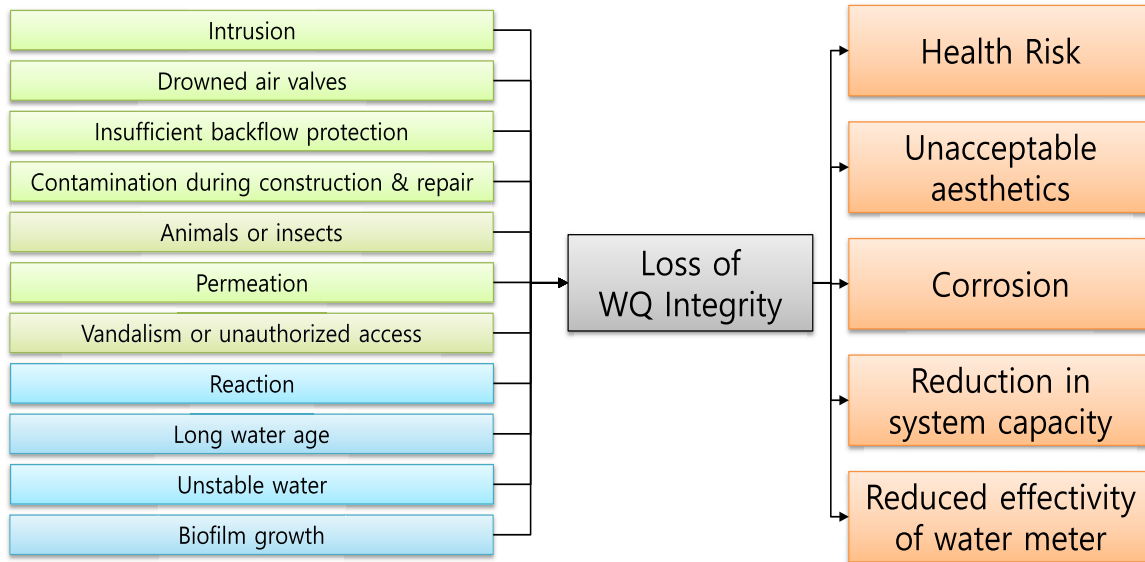 Intrusion
Drowned air valves
Insufficient backflow protection
Contamination during construction & repair
Animals or insects
Permeation
Vandalism or unauthorized access
Reaction
Long water age
Unstable water
Biofilm growth
Loss of
WQ Integrity
Health Risk
Unacceptable
aesthetics
Corrosion
Reduction in
system capacity
Reduced effectivity
of water meter